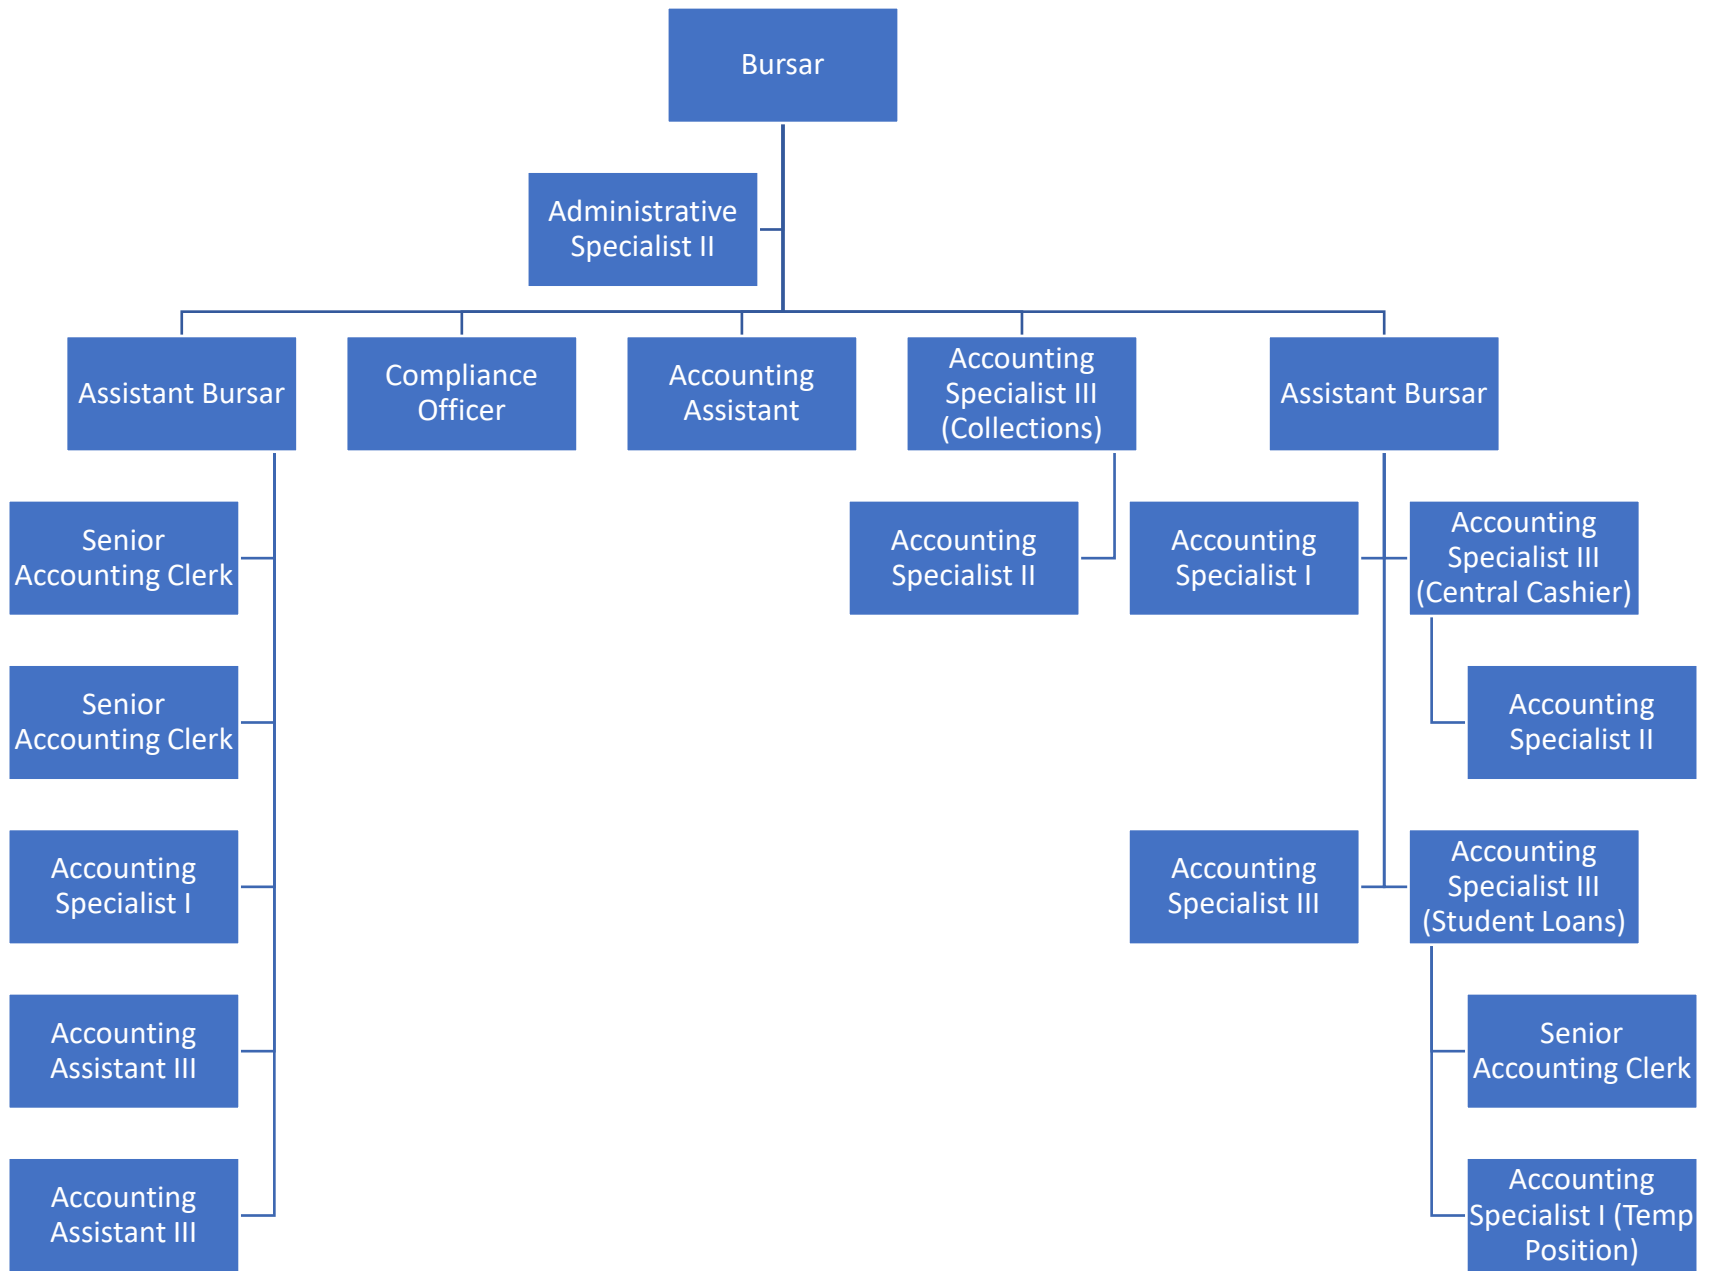 Bursar
Administrative
Specialist II
Assistant Bursar
Compliance
Officer
Accounting
Assistant
Accounting
Specialist III
(Collections)
Assistant Bursar
Senior
Accounting Clerk
Accounting
Specialist II
Accounting
Specialist I
Accounting
Specialist III
(Central Cashier)
Senior
Accounting Clerk
Accounting
Specialist II
Accounting
Specialist I
Accounting
Specialist III
Accounting
Specialist III
(Student Loans)
Accounting
Assistant III
Senior
Accounting Clerk
Accounting
Assistant III
Accounting
Specialist I (Temp
Position)